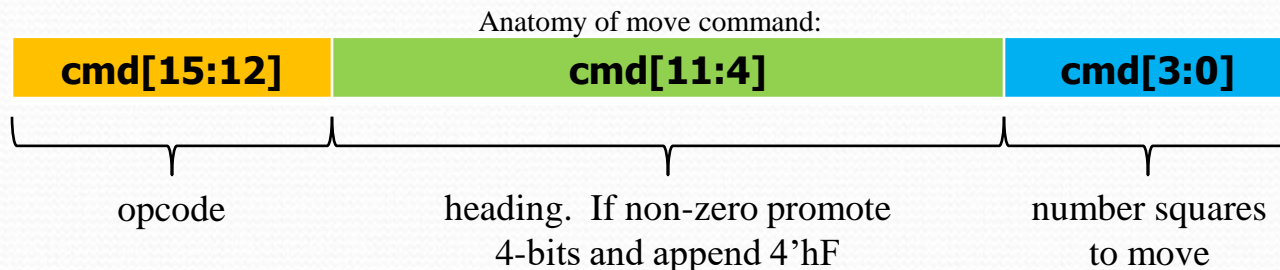 Anatomy of move command:
cmd[15:12] cmd[11:4] cmd[3:0]
opcode heading. If non-zero promote number squares
4-bits and append 4’hF to move